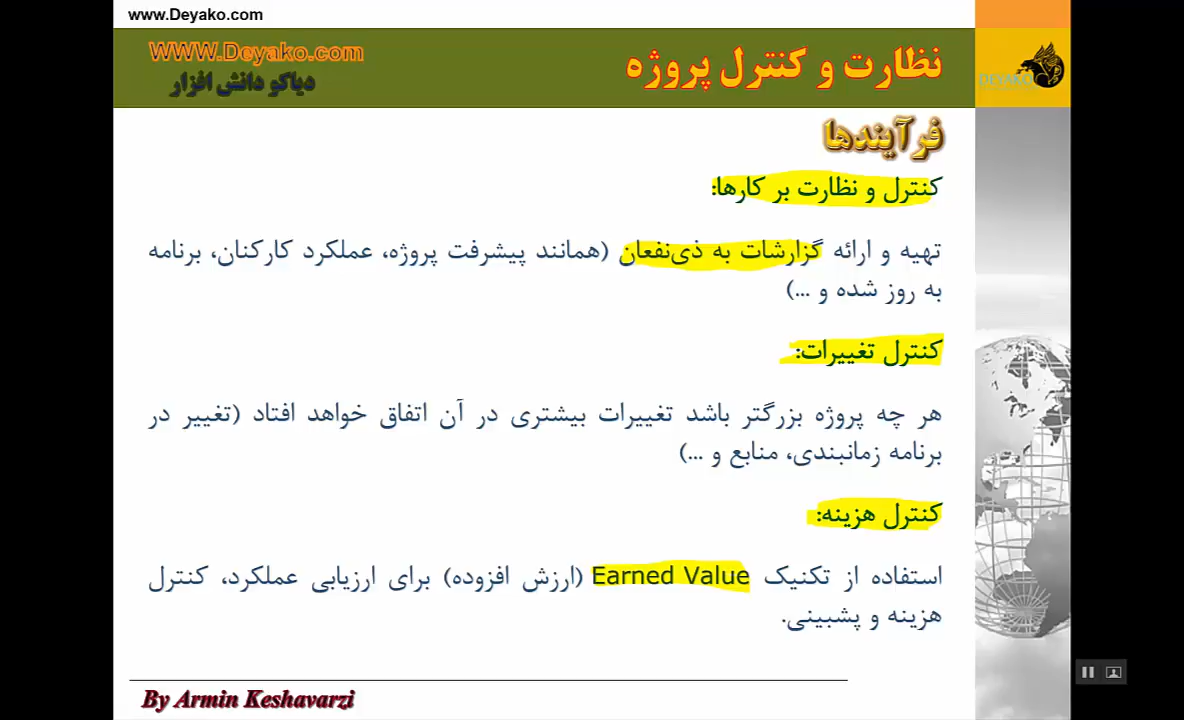 www.Deyako.com
WWW.Deyako.com
دیاکو دانش افزار
نظارت و کنترل پروژه
DEYAKO
فرآیندها
کنترل و نظارت بر کارها:
تهیه و ارائه گزارشات به ذی‌نفعان (همانند پیشرفت پروژه، عملکرد کارکنان، برنامه
به روز شده و ...)
کنترل تغییرات:
هر چه پروژه بزرگتر باشد تغییرات بیشتری در آن اتفاق خواهد افتاد (تغییر در
برنامه زمانبندی، منابع و ...)
کنترل هزینه:
استفاده از تکنیک Earned Value (ارزش افزوده) برای ارزیابی عملکرد، کنترل
هزینه و پشبینی.
By Armin Keshavarzi